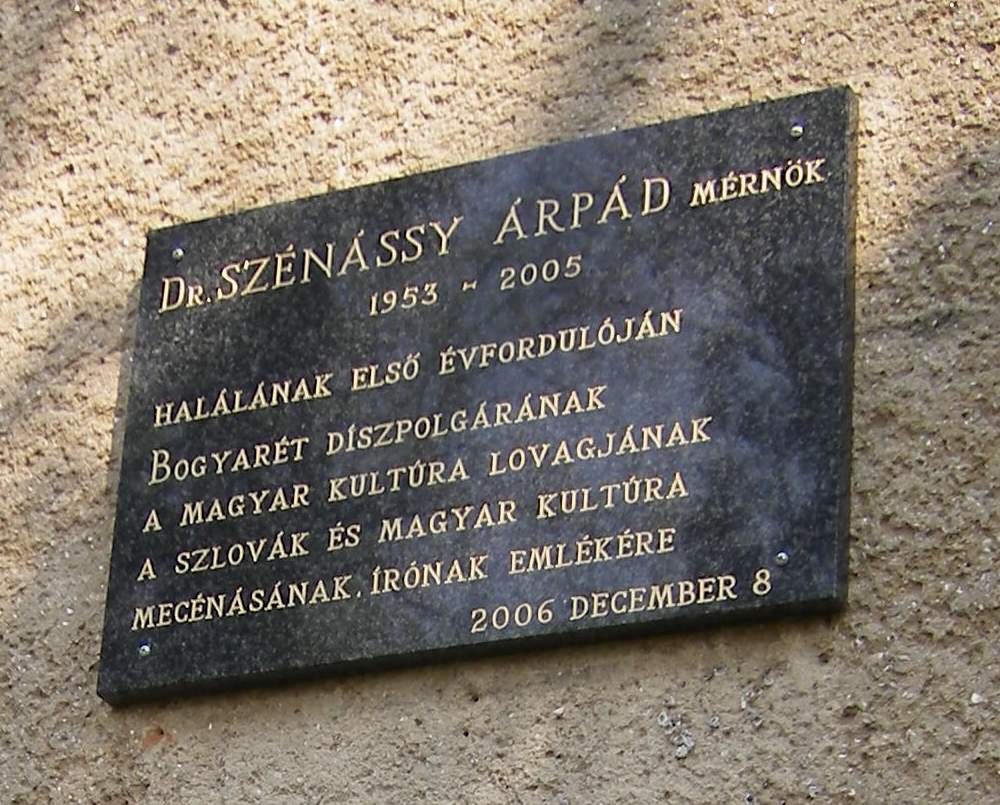 DR. SZÉNÁSSY ÁRPÁD MÉRNÖK
1953 - 2005
HALÁLÁNAK ELSŐ ÉVFORDULÓJÁN
BOGYARÉT DÍSZPOLGÁRÁNAK
A MAGYAR KULTÚRA LOVAGJÁNAK
A SZLOVÁK ÉS MAGYAR KULTÚRA
MECÉNÁSÁNAK, ÍRÓNAK EMLÉKÉRE
2006 DECEMBER 8